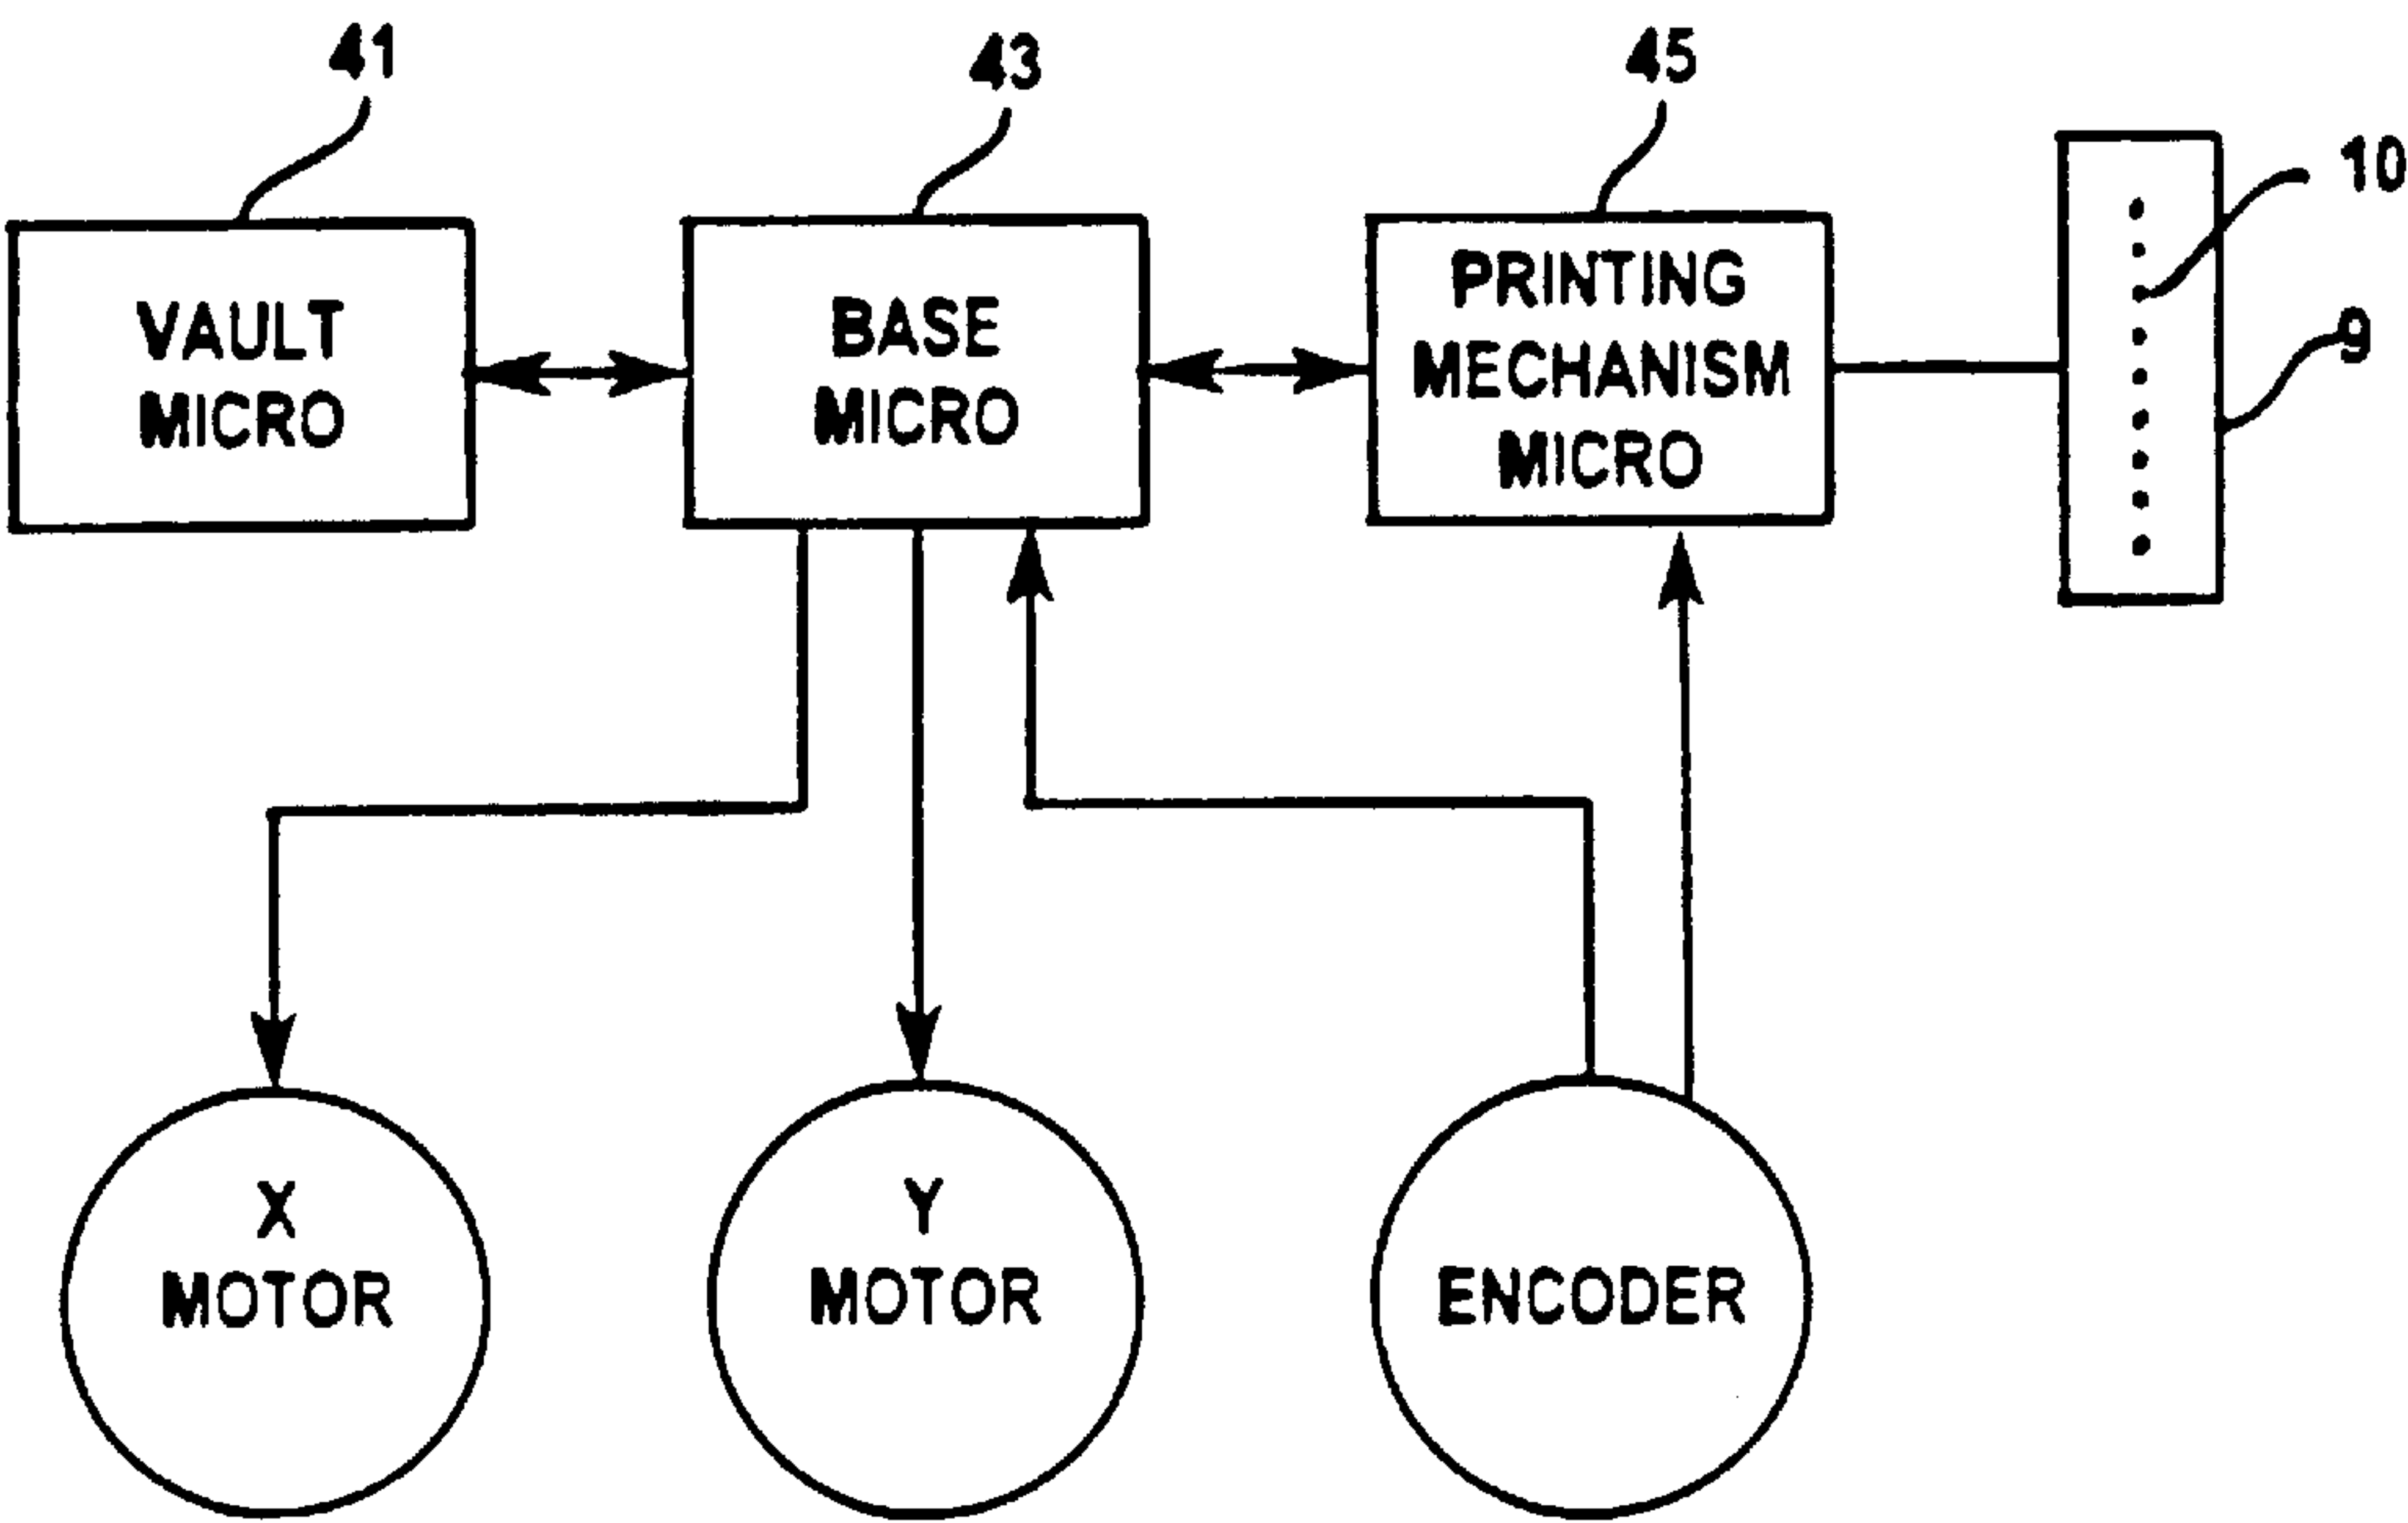 41
43
45
10
9
VAULT
MICRO
BASE
MICRO
PRINTING
MECHANISM
MICRO
X
MOTOR
Y
MOTOR
ENCODER